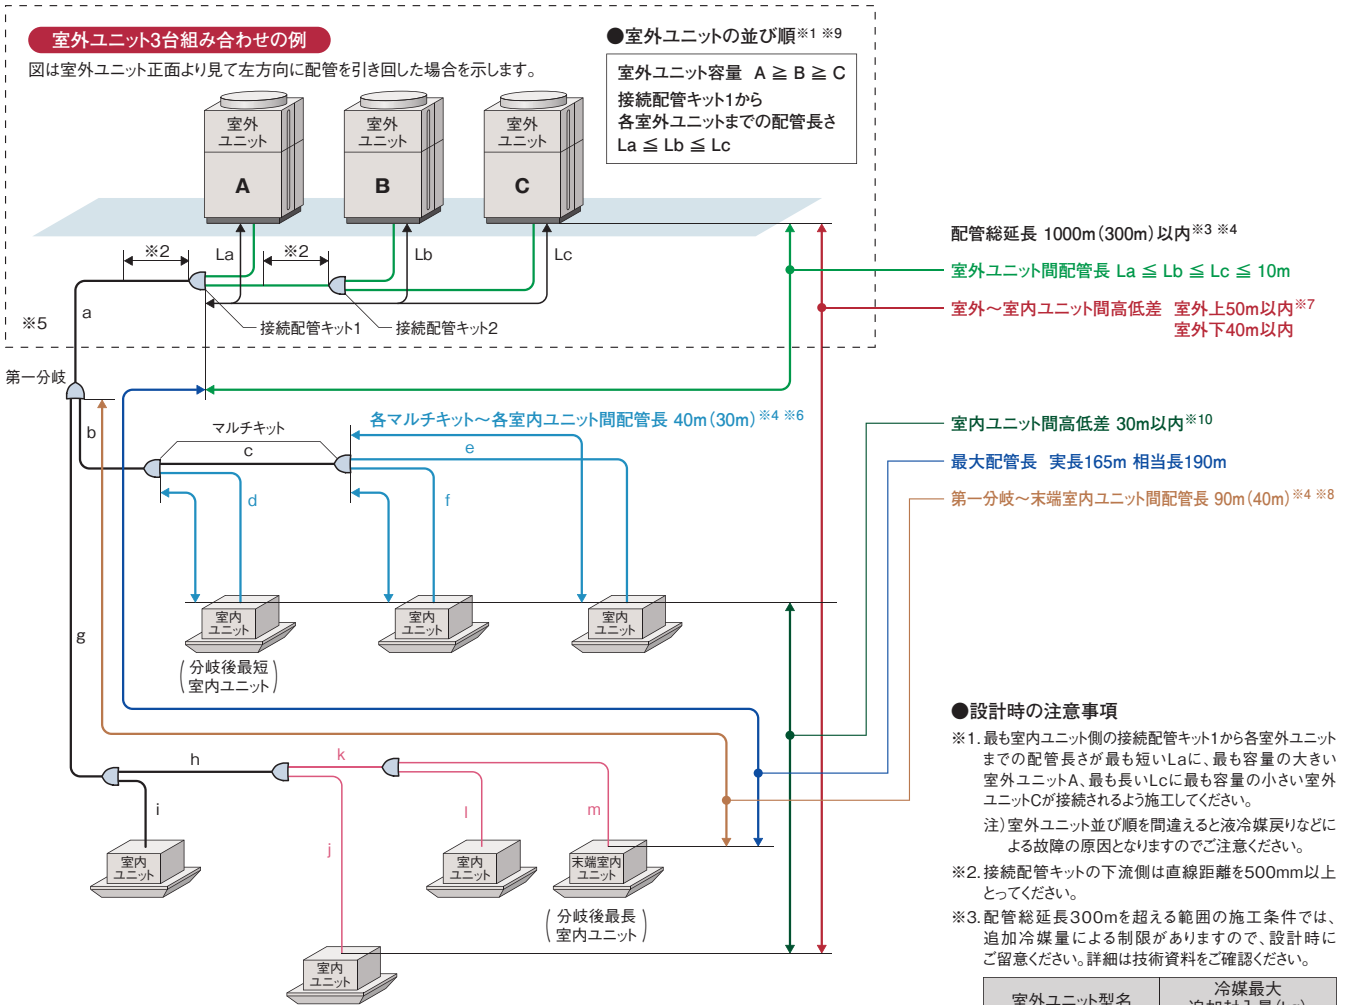 室外ユニット3台組み合わせの例
図は室外ユニット正面より見て左方向に配管を引き回した場合を示します。
●室外ユニットの並び順※1 ※9
室外ユニット容量 A ≧ B ≧ C
接続配管キット1から
各室外ユニットまでの配管長さ
La ≦ Lb ≦ Lc
室外
ユニット
A
室外
ユニット
B
室外
ユニット
C
※2
La
※2
Lb
Lc
※5
a
接続配管キット1
接続配管キット2
配管総延長 1000m(300m)以内※3 ※4
室外ユニット間配管長 La ≦ Lb ≦ Lc ≦ 10m
室外〜室内ユニット間高低差 室外上50m以内※7
室外下40m以内
第一分岐
各マルチキット〜各室内ユニット間配管長 40m(30m)※4 ※6
b
マルチキット
c
e
d
f
室内ユニット間高低差 30m以内※10
最大配管長 実長165m 相当長190m
第一分岐〜末端室内ユニット間配管長 90m(40m)※4 ※8
室内
ユニット
室内
ユニット
室内
ユニット
(分岐後最短
室内ユニット)
g
h
k
i
j
l
m
室内
ユニット
室内
ユニット
末端室内
ユニット
(分岐後最長
室内ユニット)
室内
ユニット
●設計時の注意事項
※1.最も室内ユニット側の接続配管キット1から各室外ユニット
までの配管長さが最も短いLaに、最も容量の大きい
室外ユニットA、最も長いLcに最も容量の小さい室外
ユニットCが接続されるよう施工してください。
注)室外ユニット並び順を間違えると液冷媒戻りなどに
よる故障の原因となりますのでご注意ください。
※2.接続配管キットの下流側は直線距離を500mm以上
とってください。
※3.配管総延長300mを超える範囲の施工条件では、
追加冷媒量による制限がありますので、設計時に
ご留意ください。詳細は技術資料をご確認ください。
室外ユニット型名
冷媒最大
追加封入量(kg)